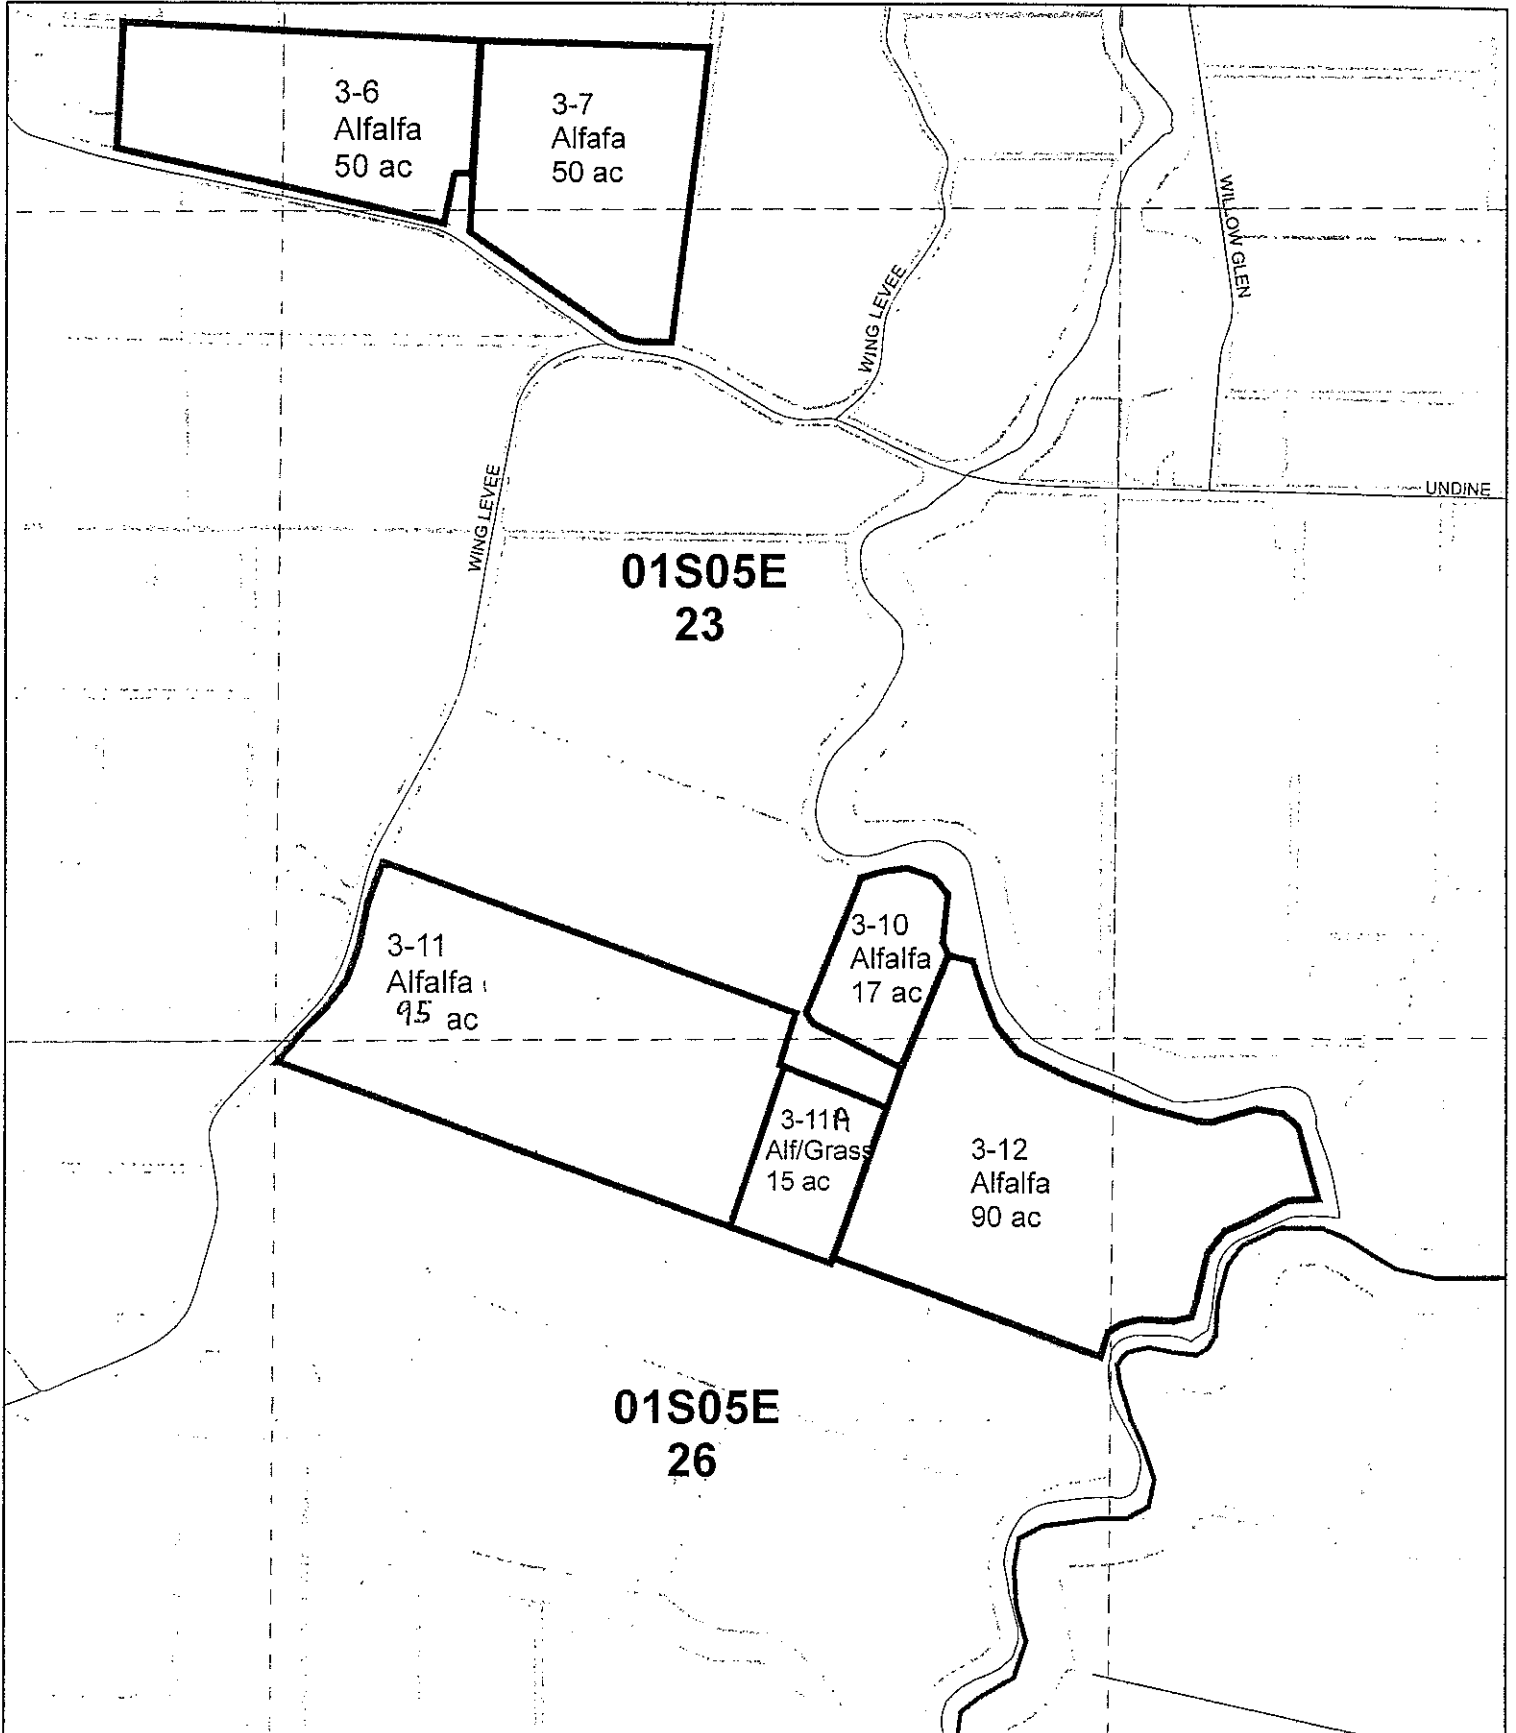 3-6
Alfalfa
50 ac
3-7
Alfafa
50 ac
WILLOW GLEN
WING LEVEE
WING LEVEE
UNDINE
01S05E
23
3-11
Alfalfa
95 ac
3-10
Alfalfa
17 ac
3-11A
Alf/Grass
15 ac
3-12
Alfalfa
90 ac
01S05E
26